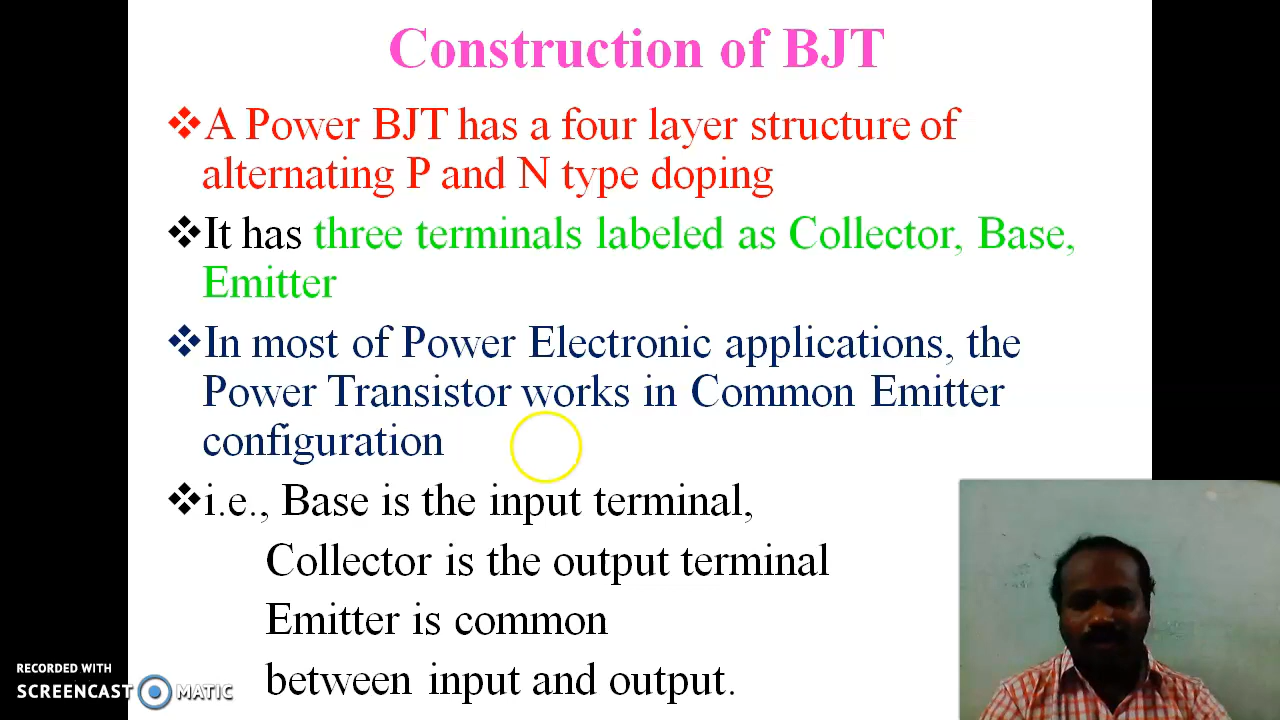 Construction of BJT
❖A Power BJT has a four layer structure of
alternating P and N type doping
❖It has three terminals labeled as Collector, Base,
Emitter
❖In most of Power Electronic applications, the
Power Transistor works in Common Emitter
configuration
❖i.e., Base is the input terminal,
Collector is the output terminal
Emitter is common
between input and output.
RECORDED WITH
SCREENCAST MATIC